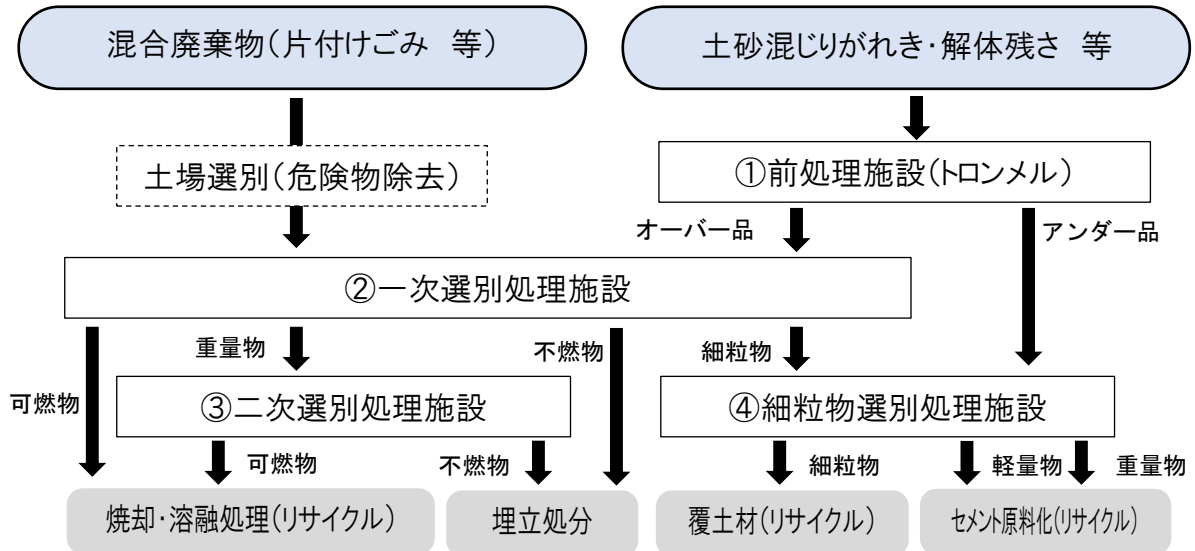 混合廃棄物(片付けごみ　等)
土砂混じりがれき・解体残さ　等
土場選別(危険物除去)
①前処理施設(トロンメル)
オーバー品
アンダー品
②一次選別処理施設
可燃物
重量物
不燃物
細粒物
③二次選別処理施設
④細粒物選別処理施設
可燃物
不燃物
細粒物
軽量物
重量物
焼却・溶融処理(リサイクル)
埋立処分
覆土材(リサイクル)
セメント原料化(リサイクル)